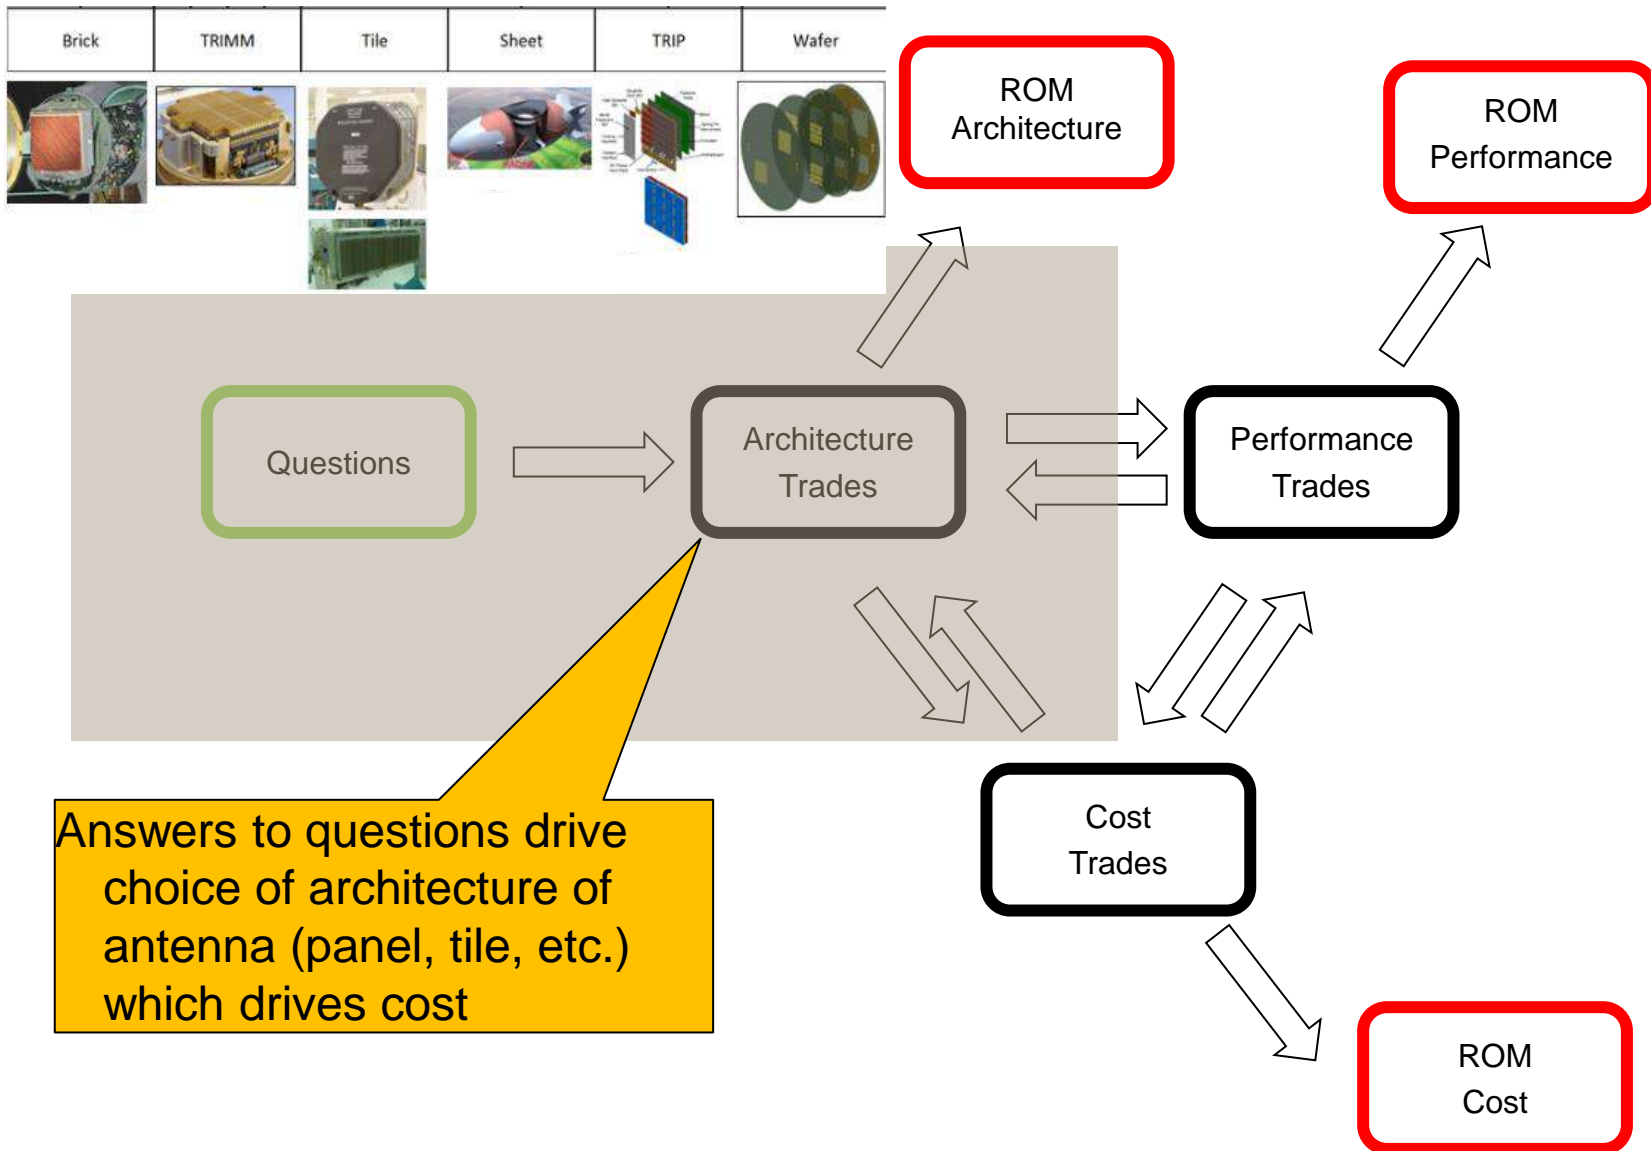 Brick
TRIMM
Tile
Sheet
TRIP
Wafer
ROM
Architecture
ROM
Performance
Questions
Architecture
Trades
Performance
Trades
Cost
Trades
Answers to questions drive
choice of architecture of
antenna (panel, tile, etc.)
which drives cost
ROM
Cost